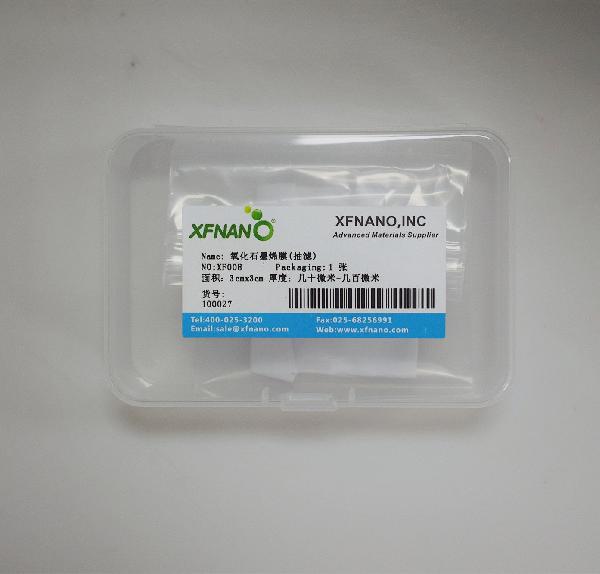 XFNANO®
XFNANO,INC
Advanced Materials Supplier
Name: 氧化石墨烯膜(抽滤)
NO:XF008 Packaging:1 张
面积: 3cmx3cm 厚度: 几十微米-几百微米
货号:
100027
Tel:400-025-3200 Fax:025-68256991
Email:sale@xfnano.com Web:www.xfnano.com